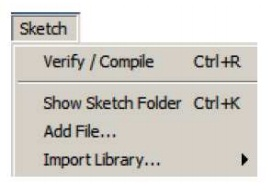 Sketch
Verify / Compile Ctrl+R
Show Sketch Folder Ctrl+K
Add File...
Import Library...